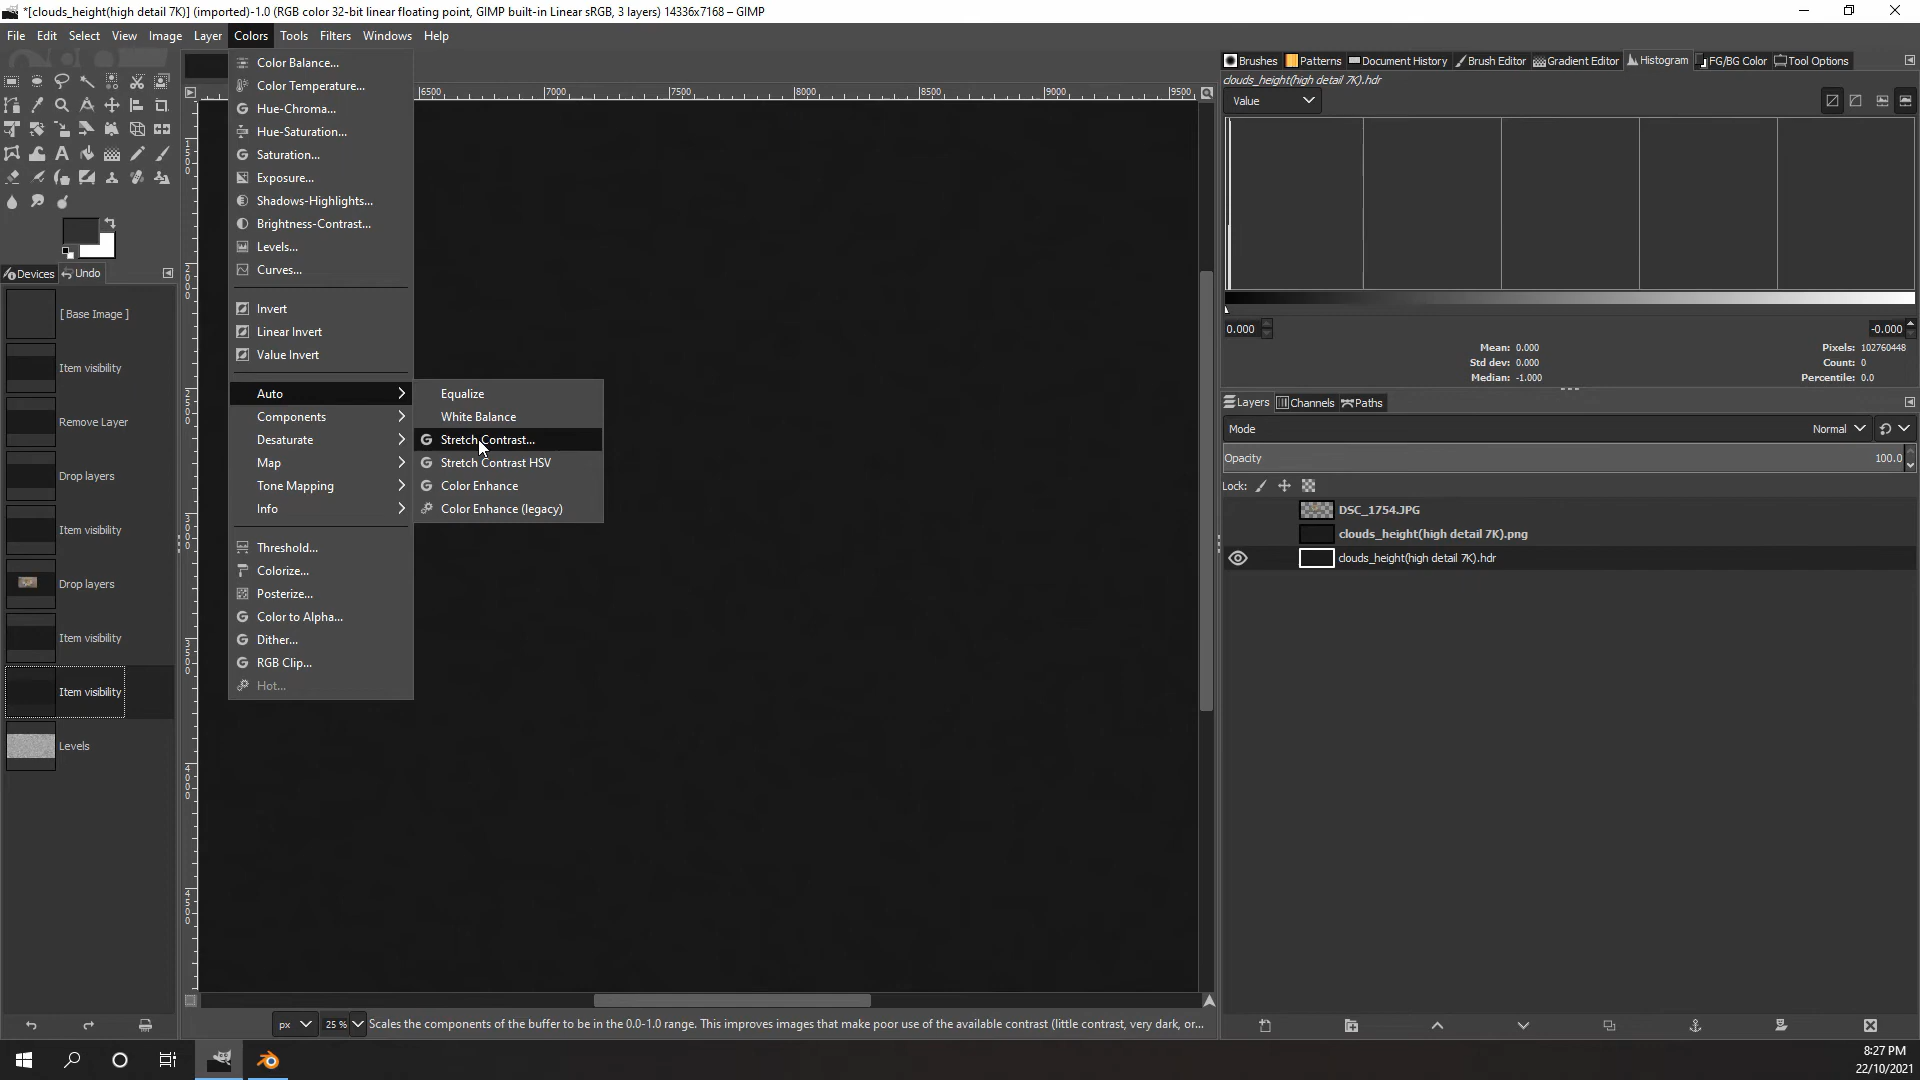 *[clouds_height(high detail 7K)] (imported)-1.0 (RGB color 32-bit linear floating point, GIMP built-in Linear sRGB, 3 layers) 14336x7168 – GIMP
File Edit Select View Image Layer Colors Tools Filters Windows Help
Color Balance...
Color Temperature...
Hue-Chroma...
Hue-Saturation...
Saturation...
Exposure...
Shadows-Highlights...
Brightness-Contrast...
Levels...
Curves...
Invert
Linear Invert
Value Invert
Auto
Components
Desaturate
Map
Tone Mapping
Info
Threshold...
Colorize...
Posterize...
Color to Alpha...
Dither...
RGB Clip...
Hot...
Equalize
White Balance
Stretch Contrast...
Stretch Contrast HSV
Color Enhance
Color Enhance (legacy)
6500 7000 7500 8000 8500 9000 9500
1500
2000
2500
3000
3500
4000
4500
Devices Undo
[ Base Image ]
Item visibility
Remove Layer
Drop layers
Item visibility
Drop layers
Item visibility
Item visibility
Levels
Brushes Patterns Document History Brush Editor Gradient Editor Histogram FG/BG Color Tool Options
clouds_height(high detail 7K).hdr
Value
0.000 -0.000
Mean: 0.000 Pixels: 102760448
Std dev: 0.000 Count: 0
Median: -1.000 Percentile: 0.0
Layers Channels Paths
Mode Normal
Opacity 100.0
Lock:
DSC_1754.JPG
clouds_height(high detail 7K).png
clouds_height(high detail 7K).hdr
px 25 % Scales the components of the buffer to be in the 0.0-1.0 range. This improves images that make poor use of the available contrast (little contrast, very dark, or...
8:27 PM
22/10/2021